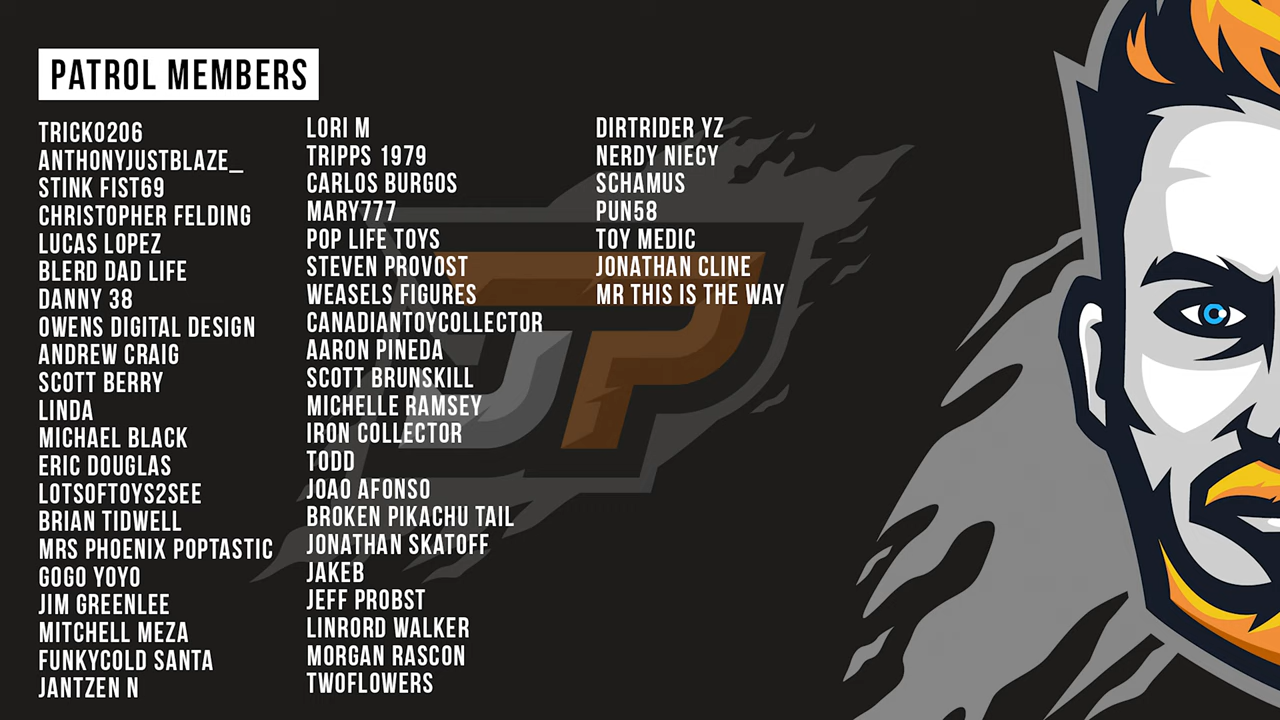 PATROL MEMBERS
TRICKO206
ANTHONYJUSTBLAZE_
STINK FIST69
CHRISTOPHER FELDING
LUCAS LOPEZ
BLERD DAD LIFE
DANNY 38
OWENS DIGITAL DESIGN
ANDREW CRAIG
SCOTT BERRY
LINDA
MICHAEL BLACK
ERIC DOUGLAS
LOTSOFTOYS2SEE
BRIAN TIDWELL
MRS PHOENIX POPTASTIC
GOGO YOYO
JIM GREENLEE
MITCHELL MEZA
FUNKYCOLD SANTA
JANTZEN N
LORI M
TRIPPS 1979
CARLOS BURGOS
MARY777
POP LIFE TOYS
STEVEN PROVOST
WEASELS FIGURES
CANADIANTOYCOLLECTOR
AARON PINEDA
SCOTT BRUNSKILL
MICHELLE RAMSEY
IRON COLLECTOR
TODD
JOAO AFONSO
BROKEN PIKACHU TAIL
JONATHAN SKATOFF
JAKEB
JEFF PROBST
LINRORD WALKER
MORGAN RASCON
TWOFLOWERS
DIRTRIDER YZ
NERDY NIECY
SCHAMUS
PUN58
TOY MEDIC
JONATHAN CLINE
MR THIS IS THE WAY